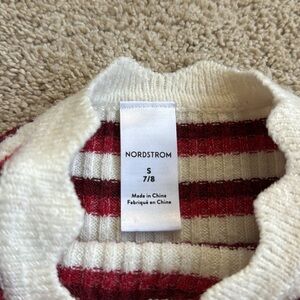 NORDSTROM
S
7/8
Made in China
Fabriqué en Chine